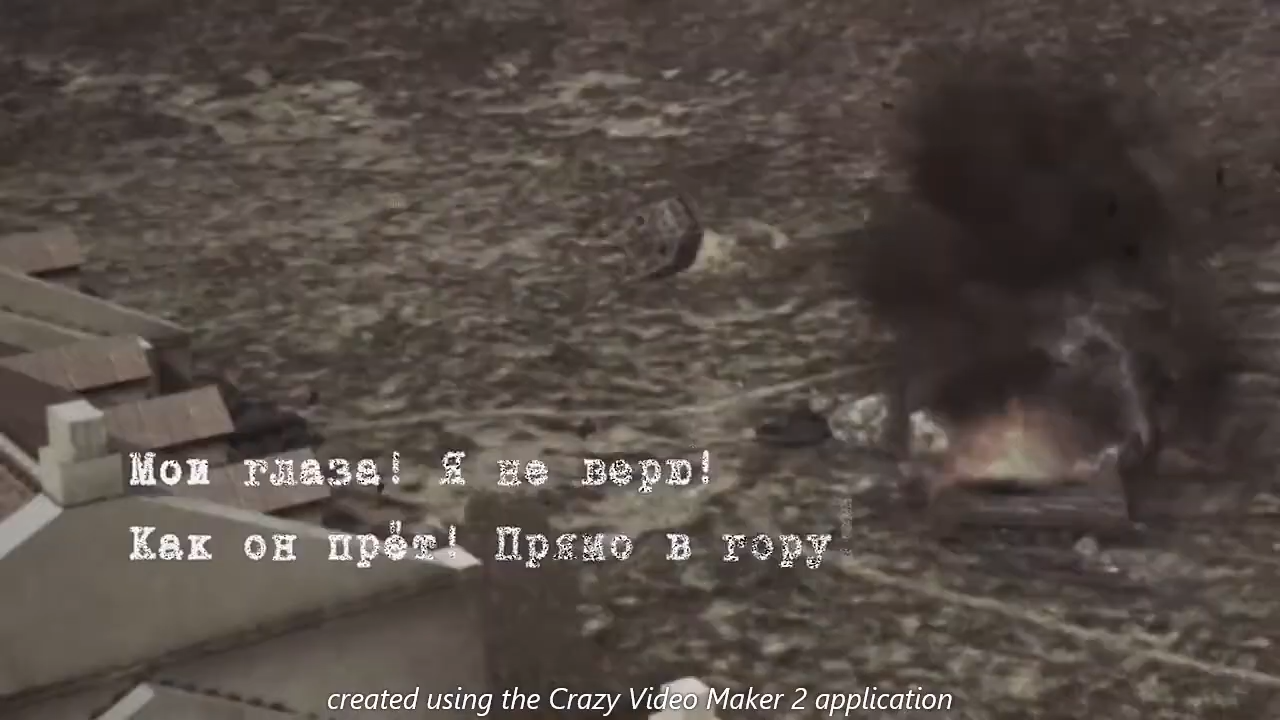 Мои глаза! Я не верю!
Как он прёт! Прямо в гору!
created using the Crazy Video Maker 2 application